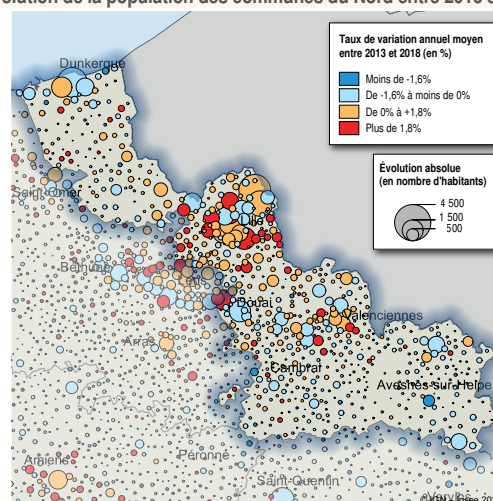 olution de la population des communes du Nord entre 2013
Taux de variation annuel moyen
entre 2013 et 2018 (en %)
Moins de -1,6%
De -1,6% à moins de 0%
De 0% à +1,8%
Plus de 1,8%
Évolution absolue
(en nombre d'habitants)
4 500
1 500
500
Dunkerque
Saint-Omer
Lille
Béthune
Lens
Douai
Valenciennes
Arras
Cambrai
Avesnes-sur-Helpe
Péronne
Amiens
Saint-Quentin
Vervins